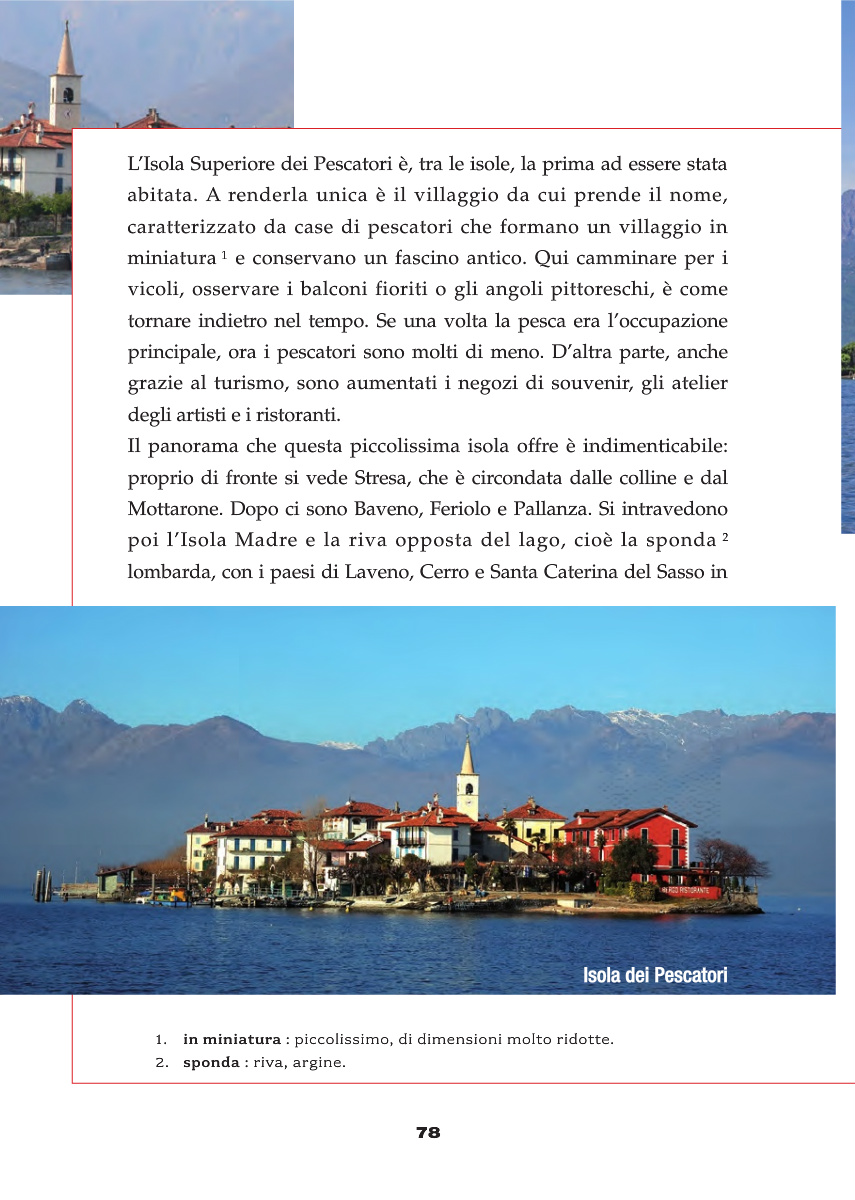 L'Isola Superiore dei Pescatori è, tra le isole, la prima ad essere stata
abitata. A renderla unica è il villaggio da cui prende il nome,
caratterizzato da case di pescatori che formano un villaggio in
miniatura 1 e conservano un fascino antico. Qui camminare per i
vicoli, osservare i balconi fioriti o gli angoli pittoreschi, è come
tornare indietro nel tempo. Se una volta la pesca era l'occupazione
principale, ora i pescatori sono molti di meno. D'altra parte, anche
grazie al turismo, sono aumentati i negozi di souvenir, gli atelier
degli artisti e i ristoranti.
Il panorama che questa piccolissima isola offre è indimenticabile:
proprio di fronte si vede Stresa, che è circondata dalle colline e dal
Mottarone. Dopo ci sono Baveno, Feriolo e Pallanza. Si intravedono
poi l'Isola Madre e la riva opposta del lago, cioè la sponda 2
lombarda, con i paesi di Laveno, Cerro e Santa Caterina del Sasso in
RISTORANTE
Isola dei Pescatori
1. in miniatura : piccolissimo, di dimensioni molto ridotte.
2. sponda : riva, argine.
78